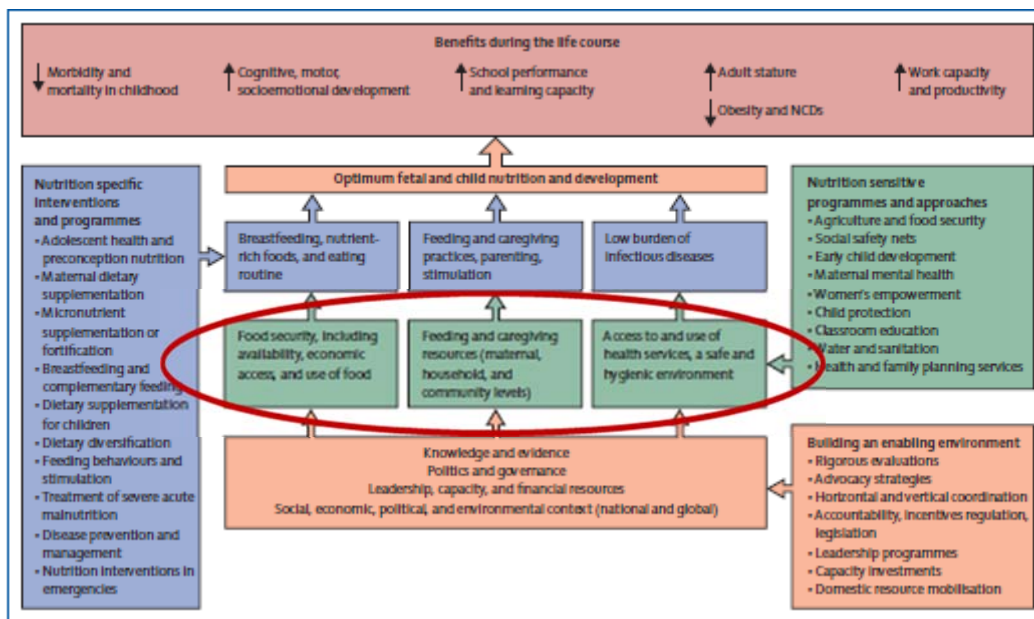 Benefits during the life course
Morbidity and
mortality in childhood
Cognitive, motor,
socioemotional development
School performance
and learning capacity
Adult stature
Obesity and NCDs
Work capacity
and productivity
Optimum fetal and child nutrition and development
Nutrition specific
interventions
and programmes
• Adolescent health and
preconception nutrition
• Maternal dietary
supplementation
• Micronutrient
supplementation or
fortification
• Breastfeeding and
complementary feeding
• Dietary supplementation
for children
• Dietary diversification
• Feeding behaviours and
stimulation
• Treatment of severe acute
malnutrition
• Disease prevention and
management
• Nutrition interventions in
emergencies
Breastfeeding, nutrient-
rich foods, and eating
routine
Feeding and caregiving
practices, parenting,
stimulation
Low burden of
infectious diseases
Food security, including
availability, economic
access, and use of food
Feeding and caregiving
resources (maternal,
household, and
community levels)
Access to and use of
health services, a safe and
hygienic environment
Knowledge and evidence
Politics and governance
Leadership, capacity, and financial resources
Social, economic, political, and environmental context (national and global)
Nutrition sensitive
programmes and approaches
• Agriculture and food security
• Social safety nets
• Early child development
• Maternal mental health
• Women's empowerment
• Child protection
• Classroom education
• Water and sanitation
• Health and family planning services
Building an enabling environment
• Rigorous evaluations
• Advocacy strategies
• Horizontal and vertical coordination
• Accountability, incentives regulation,
legislation
• Leadership programmes
• Capacity investments
• Domestic resource mobilisation